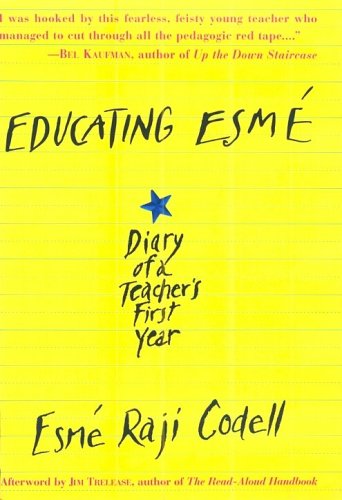 I was hooked by this fearless, feisty young teacher who
managed to cut through all the pedagogic red tape...."
—BEL KAUFMAN, author of Up the Down Staircase
EDUCATING ESMÉ
Diary
of a
Teacher's
First
Year
Esmé Raji Codell
Afterword by JIM TRELEASE, author of The Read-Aloud Handbook